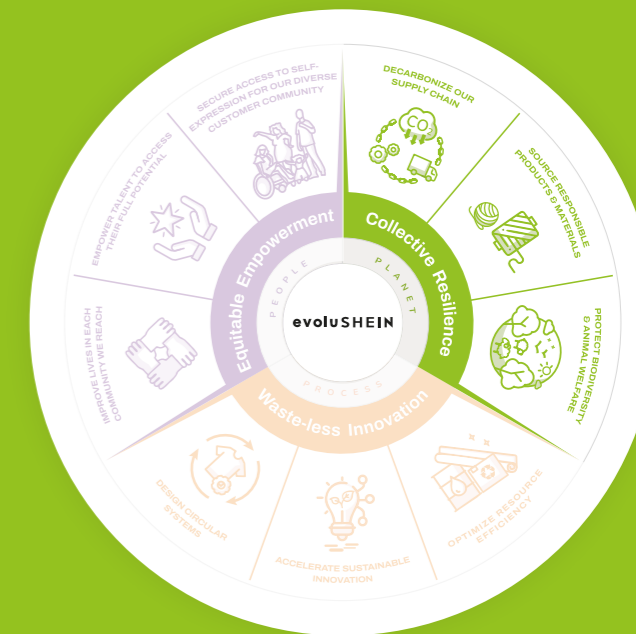 SECURE ACCESS TO SELF-
EXPRESSION FOR OUR DIVERSE
CUSTOMER COMMUNITY
DECARBONIZE OUR
SUPPLY CHAIN
CO2
EMPOWER TALENT TO ACCESS
THEIR FULL POTENTIAL
SOURCE RESPONSIBLE
PRODUCTS & MATERIALS
Equitable Empowerment
Collective Resilience
PEOPLE
PLANET
evoluSHEIN
IMPROVE LIVES IN EACH
COMMUNITY WE REACH
PROTECT BIODIVERSITY
& ANIMAL WELFARE
PROCESS
Waste-less Innovation
e
DESIGN CIRCULAR
SYSTEMS
ACCELERATE SUSTAINABLE
INNOVATION
OPTIMIZE RESOURCE
EFFICIENCY